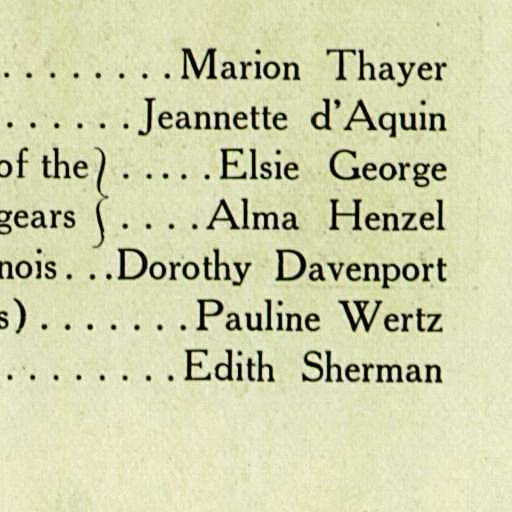 ........Marion Thayer
.......Jeannette d'Aquin
of the} .....Elsie George
gears { ....Alma Henzel
nois...Dorothy Davenport
s).......Pauline Wertz
.........Edith Sherman